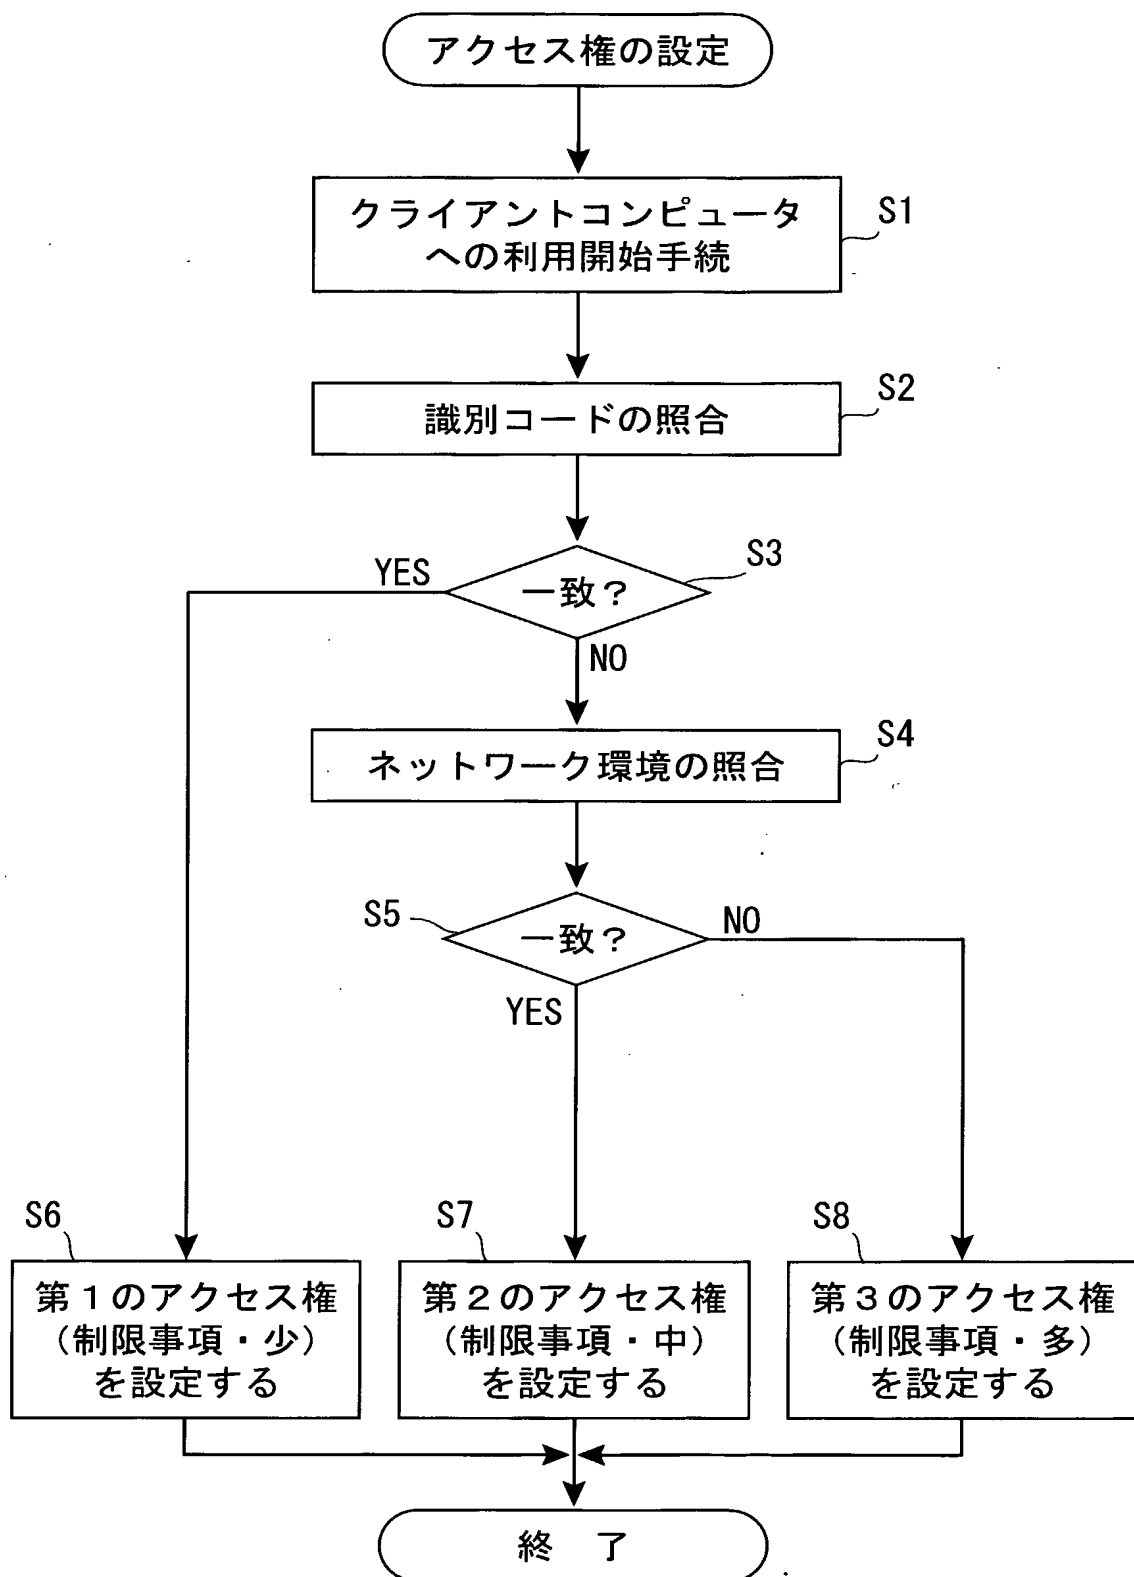 アクセス権の設定
クライアントコンピュータ
への利用開始手続
S1
識別コードの照合
S2
一致？
S3
YES
NO
ネットワーク環境の照合
S4
一致？
S5
NO
YES
S6
第１のアクセス権
（制限事項・少）
を設定する
S7
第２のアクセス権
（制限事項・中）
を設定する
S8
第３のアクセス権
（制限事項・多）
を設定する
終　了